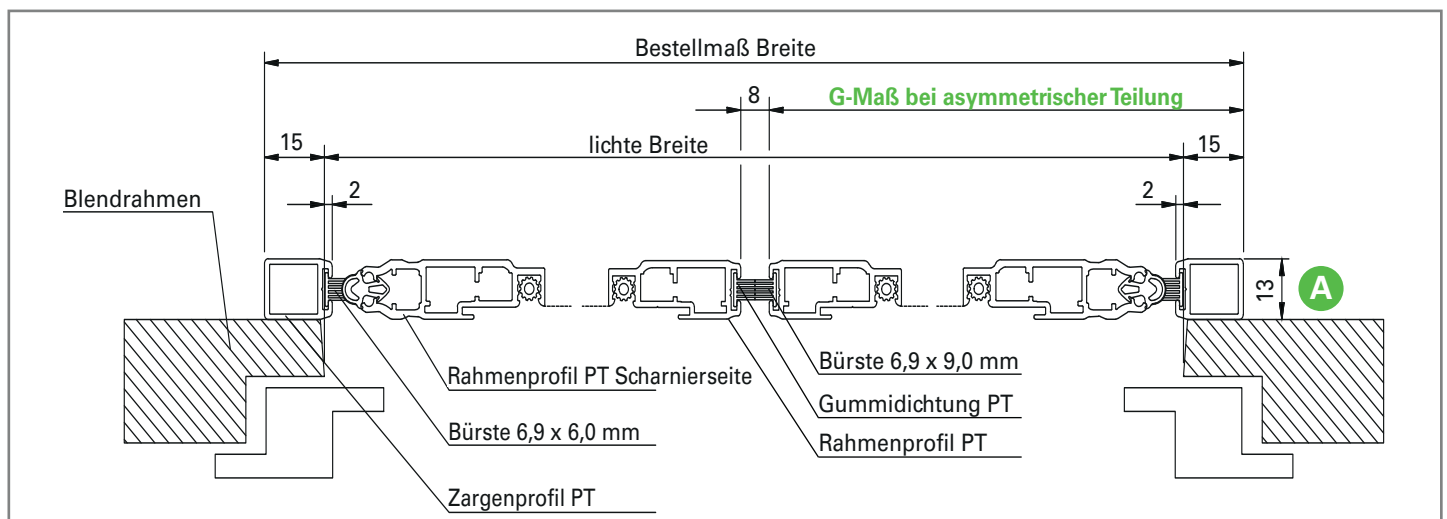 Bestellmaß Breite
8
G-Maß bei asymmetrischer Teilung
15
lichte Breite
15
Blendrahmen
2
2
13
A
Rahmenprofil PT Scharnierseite
Bürste 6,9 x 9,0 mm
Gummidichtung PT
Bürste 6,9 x 6,0 mm
Rahmenprofil PT
Zargenprofil PT